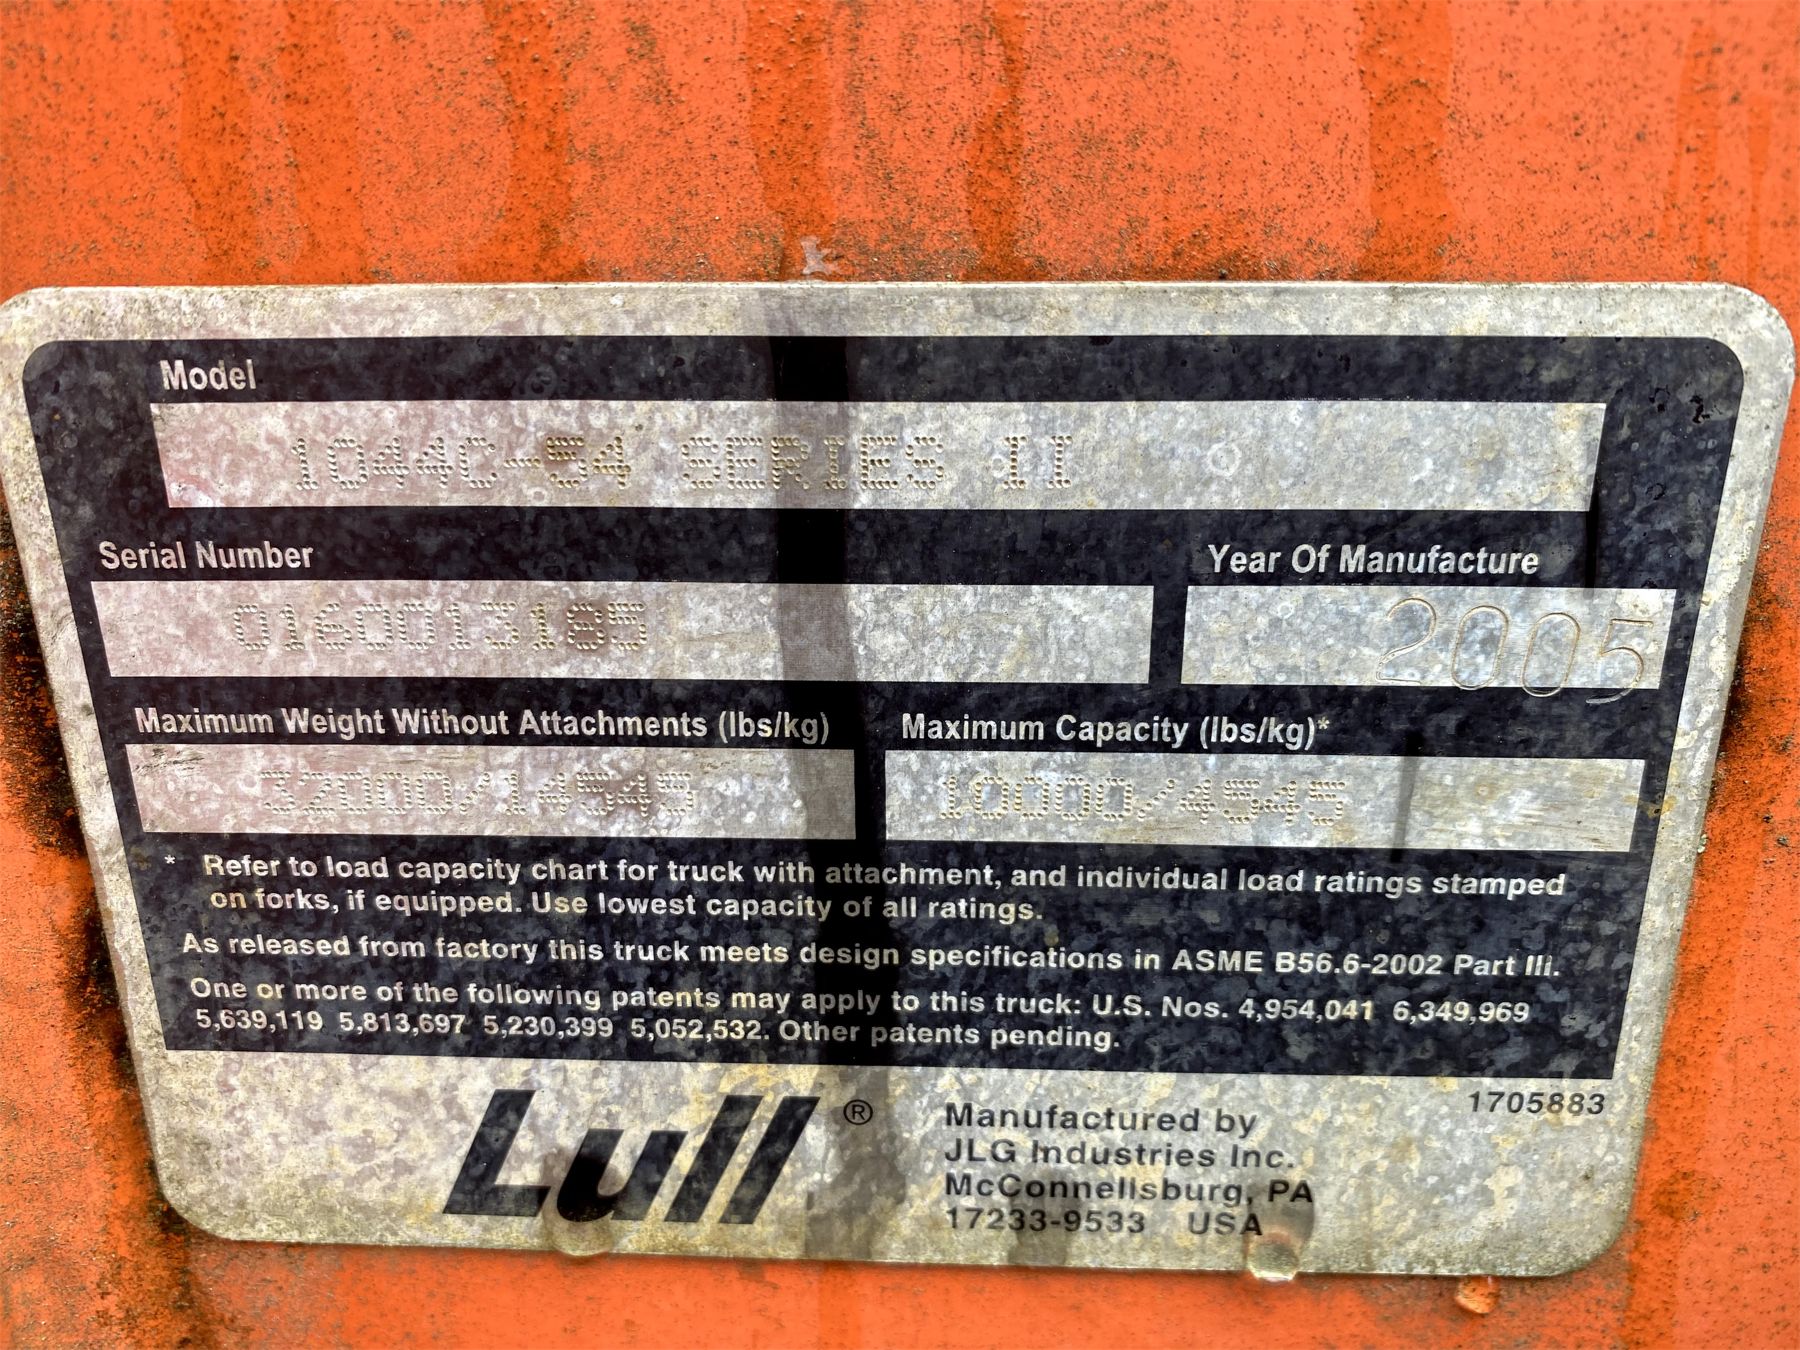 Model
1044C-54 SERIES II
Serial Number
0160013185
Year Of Manufacture
2005
Maximum Weight Without Attachments (lbs/kg)
32000/14545
Maximum Capacity (lbs/kg)*
10000/4545
* Refer to load capacity chart for truck with attachment, and individual load ratings stamped
on forks, if equipped. Use lowest capacity of all ratings.
As released from factory this truck meets design specifications in ASME B56.6-2002 Part III.
One or more of the following patents may apply to this truck: U.S. Nos. 4,954,041 6,349,969
5,639,119 5,813,697 5,230,399 5,052,532. Other patents pending.
1705883
Lull®
Manufactured by
JLG Industries Inc.
McConnellsburg, PA
17233-9533 USA